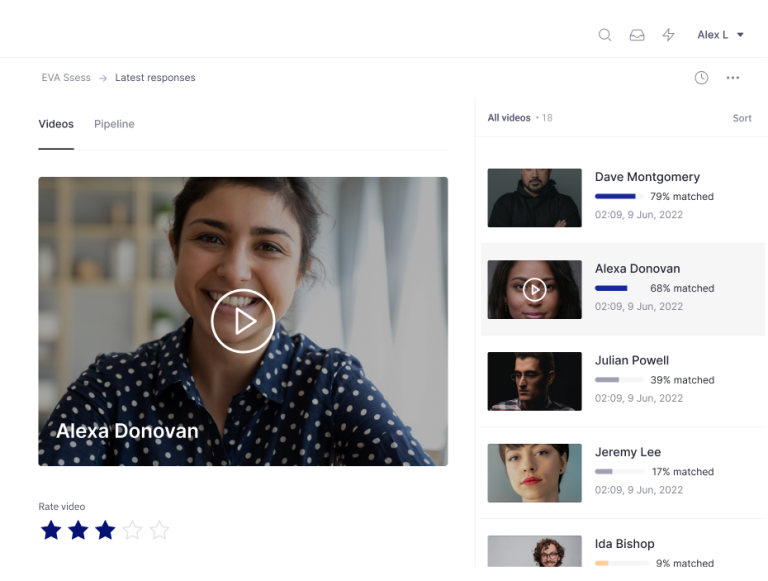 Alex L
EVA Ssess → Latest responses
Videos
Pipeline
Alexa Donovan
Rate video
All videos • 18
Sort
Dave Montgomery
79% matched
02:09, 9 Jun, 2022
Alexa Donovan
68% matched
02:09, 9 Jun, 2022
Julian Powell
39% matched
02:09, 9 Jun, 2022
Jeremy Lee
17% matched
02:09, 9 Jun, 2022
Ida Bishop
9% matched